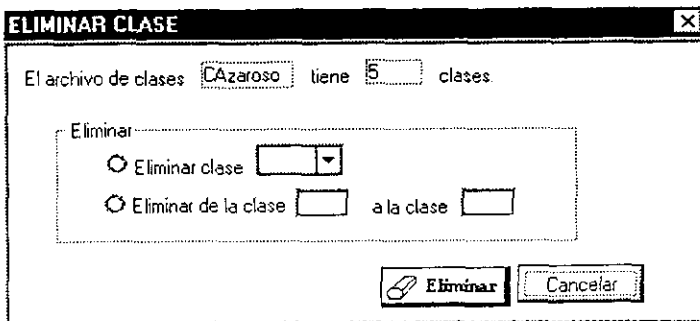 ELIMINAR CLASE
El archivo de clases CAzaroso tiene 5 clases.
Eliminar
Eliminar clase
Eliminar de la clase a la clase
Eliminar Cancelar